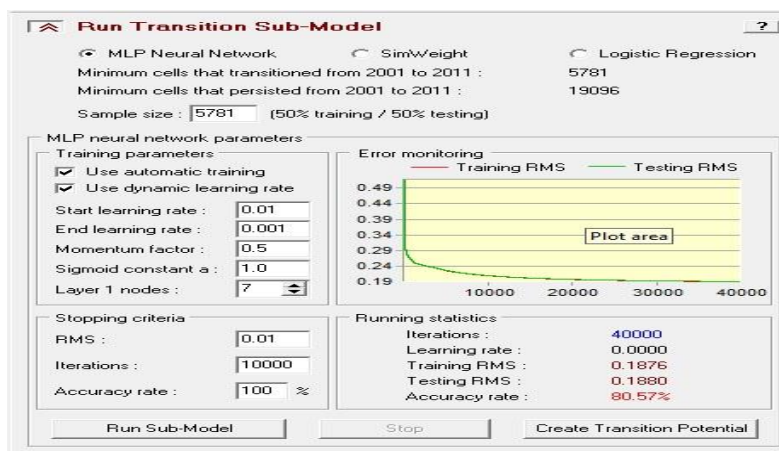 Run Transition Sub-Model ?
MLP Neural Network SimWeight Logistic Regression
Minimum cells that transitioned from 2001 to 2011 : 5781
Minimum cells that persisted from 2001 to 2011 : 19096
Sample size : 5781 (50% training / 50% testing)
MLP neural network parameters
Training parameters
Use automatic training
Use dynamic learning rate
Start learning rate : 0.01
End learning rate : 0.001
Momentum factor : 0.5
Sigmoid constant a : 1.0
Layer 1 nodes : 7
Error monitoring
Training RMS Testing RMS
0.49
0.44
0.39
0.34
0.29
0.24
0.19
Plot area
10000 20000 30000 40000
Stopping criteria
RMS : 0.01
Iterations : 10000
Accuracy rate : 100 %
Running statistics
Iterations : 40000
Learning rate : 0.0000
Training RMS : 0.1876
Testing RMS : 0.1880
Accuracy rate : 80.57%
Run Sub-Model Stop Create Transition Potential